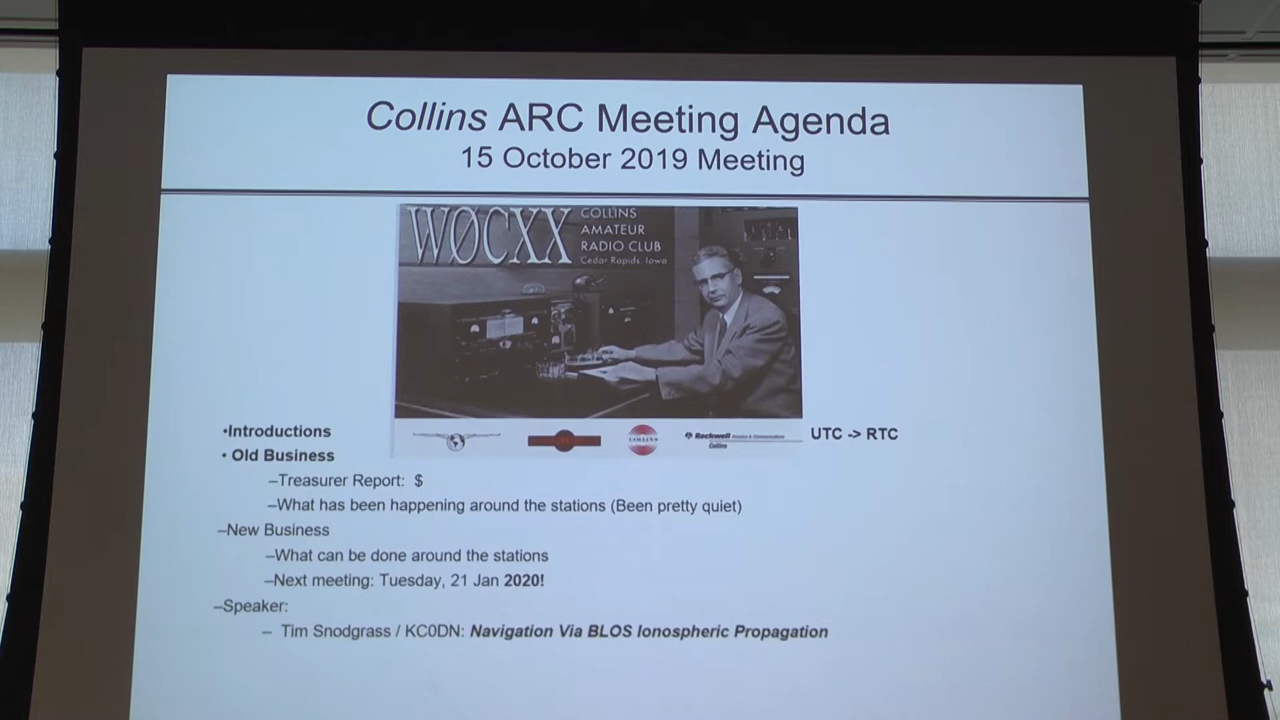 Collins ARC Meeting Agenda
15 October 2019 Meeting
WØCXX
COLLINS
AMATEUR
RADIO CLUB
Cedar Rapids, Iowa
•Introductions
COLLINS
Rockwell
Collins
UTC -> RTC
• Old Business
–Treasurer Report: $
–What has been happening around the stations (Been pretty quiet)
–New Business
–What can be done around the stations
–Next meeting: Tuesday, 21 Jan 2020!
–Speaker:
– Tim Snodgrass / KC0DN: Navigation Via BLOS Ionospheric Propagation